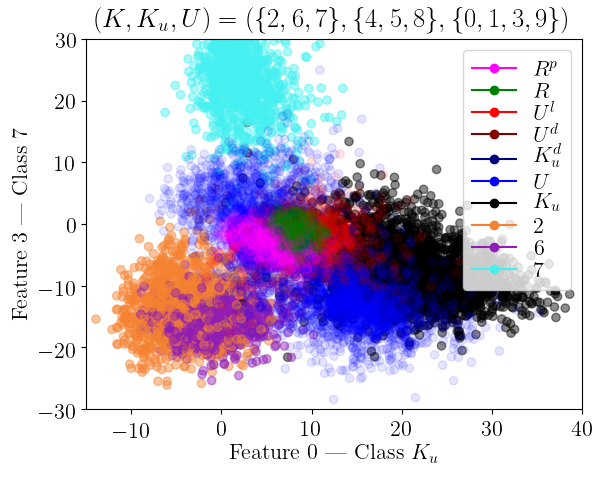 (K, K_u, U) = ({2, 6, 7}, {4, 5, 8}, {0, 1, 3, 9})
30
20
10
0
−10
−20
−30
Feature 3 — Class 7
R^p
R
U^l
U^d
K_u^d
U
K_u
2
6
7
−10
0
10
20
30
40
Feature 0 — Class K_u